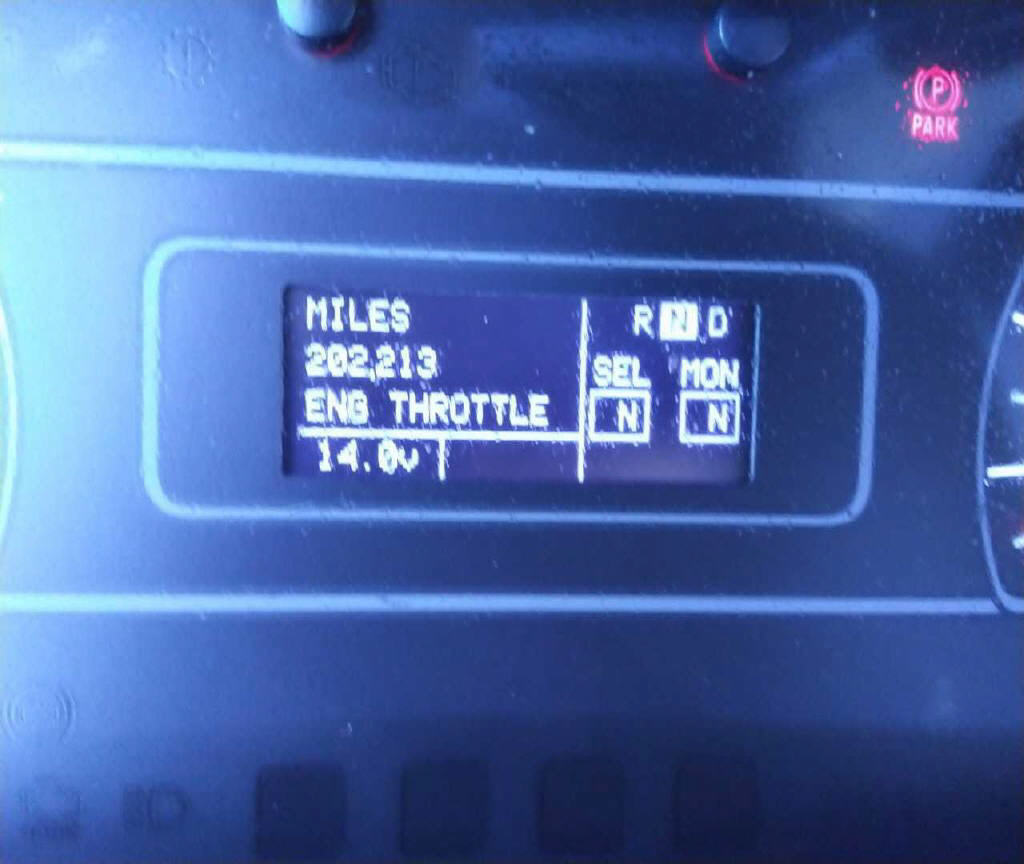 P
PARK
MILES
202,213
ENG THROTTLE
14.0v
R N D
SEL MON
N N